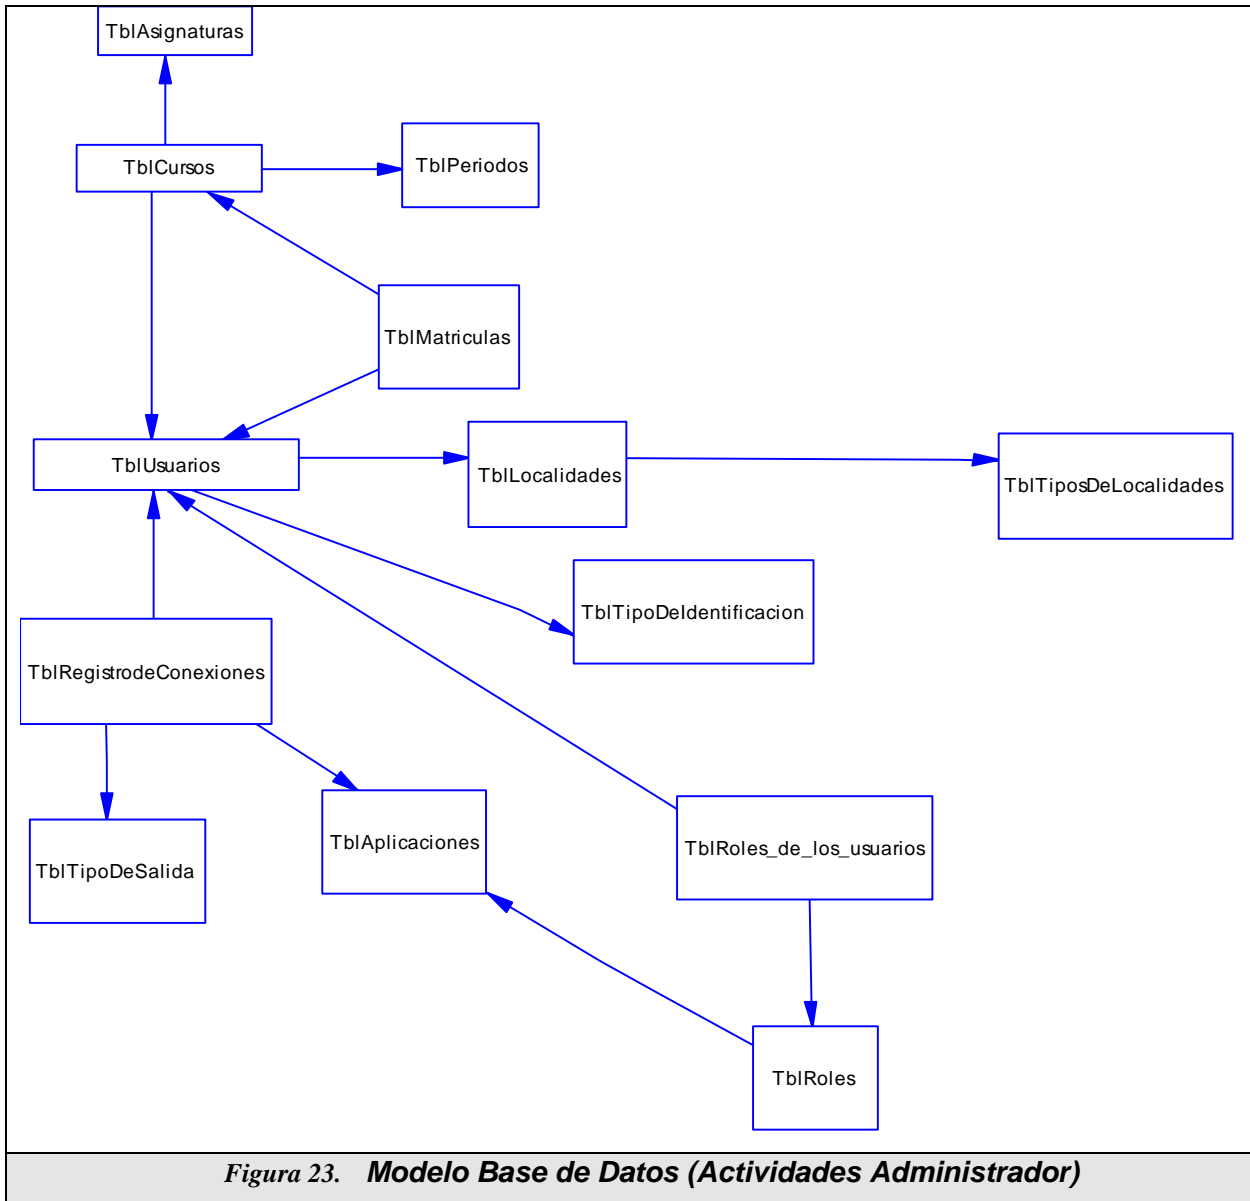 TblAsignaturas
TblCursos
TblPeriodos
TblMatriculas
TblUsuarios
TblLocalidades
TblTiposDeLocalidades
TblTipoDeIdentificacion
TblRegistrodeConexiones
TblTipoDeSalida
TblAplicaciones
TblRoles_de_los_usuarios
TblRoles
Figura 23. Modelo Base de Datos (Actividades Administrador)